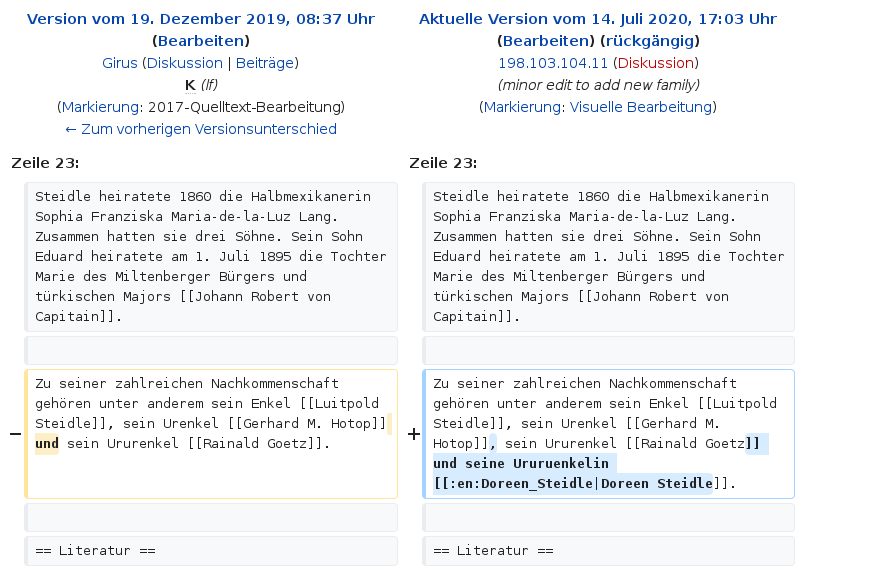 Version vom 19. Dezember 2019, 08:37 Uhr
(Bearbeiten)
Girus (Diskussion | Beiträge)
K (lf)
(Markierung: 2017-Quelltext-Bearbeitung)
← Zum vorherigen Versionsunterschied
Aktuelle Version vom 14. Juli 2020, 17:03 Uhr
(Bearbeiten) (rückgängig)
198.103.104.11 (Diskussion)
(minor edit to add new family)
(Markierung: Visuelle Bearbeitung)
Zeile 23:
Zeile 23:
Steidle heiratete 1860 die Halbmexikanerin
Sophia Franziska Maria-de-la-Luz Lang.
Zusammen hatten sie drei Söhne. Sein Sohn
Eduard heiratete am 1. Juli 1895 die Tochter
Marie des Miltenberger Bürgers und
türkischen Majors [[Johann Robert von
Capitain]].
Steidle heiratete 1860 die Halbmexikanerin
Sophia Franziska Maria-de-la-Luz Lang.
Zusammen hatten sie drei Söhne. Sein Sohn
Eduard heiratete am 1. Juli 1895 die Tochter
Marie des Miltenberger Bürgers und
türkischen Majors [[Johann Robert von
Capitain]].
−
Zu seiner zahlreichen Nachkommenschaft
gehören unter anderem sein Enkel [[Luitpold
Steidle]], sein Urenkel [[Gerhard M. Hotop]]
und sein Ururenkel [[Rainald Goetz]].
+
Zu seiner zahlreichen Nachkommenschaft
gehören unter anderem sein Enkel [[Luitpold
Steidle]], sein Urenkel [[Gerhard M.
Hotop]], sein Ururenkel [[Rainald Goetz]]
und seine Ururuenkelin
[[:en:Doreen_Steidle|Doreen Steidle]].
== Literatur ==
== Literatur ==